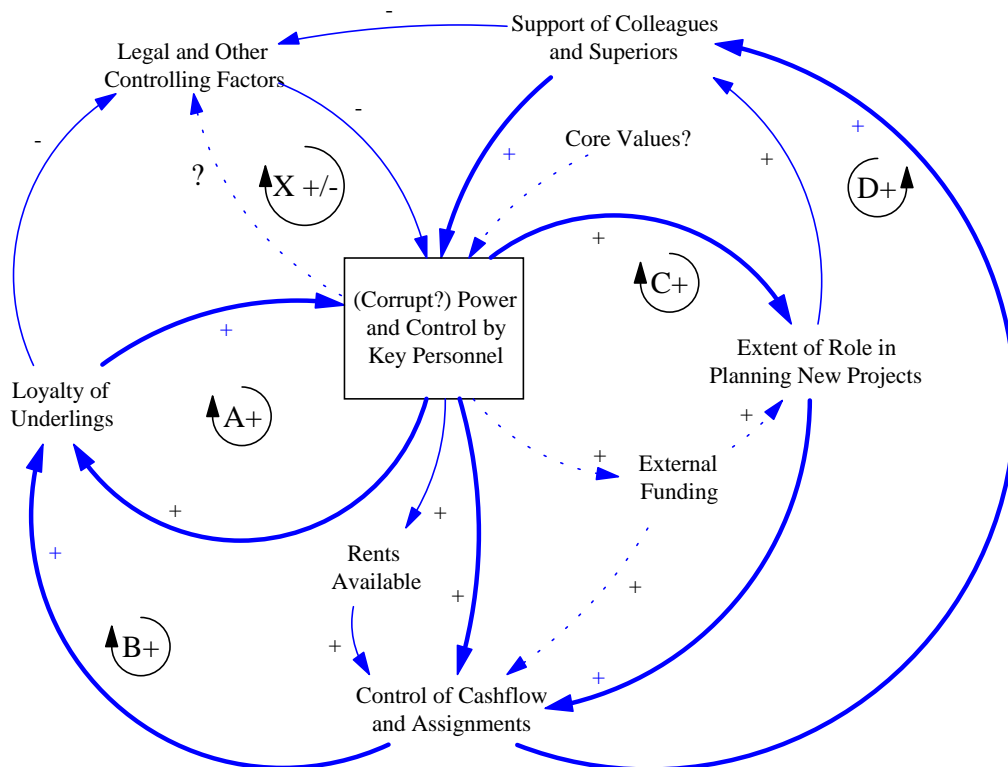 -
Support of Colleagues
and Superiors
Legal and Other
Controlling Factors
-
-
+
Core Values?
+
+
?
X +/-
D+
+
C+
(Corrupt?) Power
and Control by
Key Personnel
+
Extent of Role in
Planning New Projects
Loyalty of
Underlings
A+
+
+
External
Funding
+
+
Rents
Available
+
+
+
B+
+
+
Control of Cashflow
and Assignments